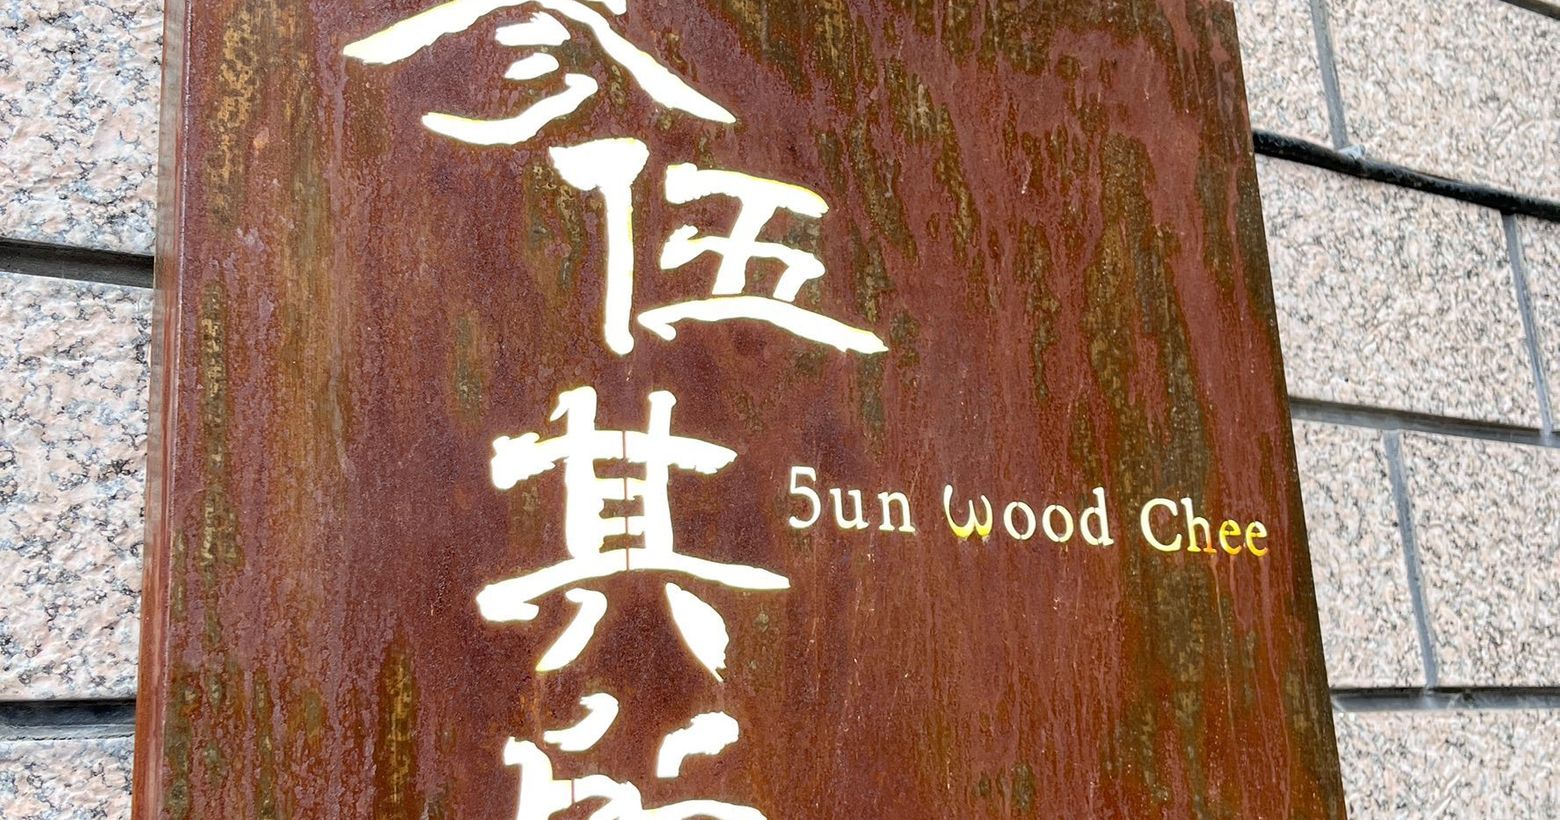 伍其
5un wood Chee